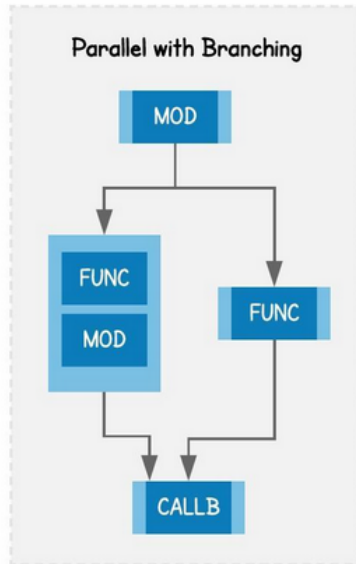 Parallel with Branching
MOD
FUNC
MOD
FUNC
CALLB